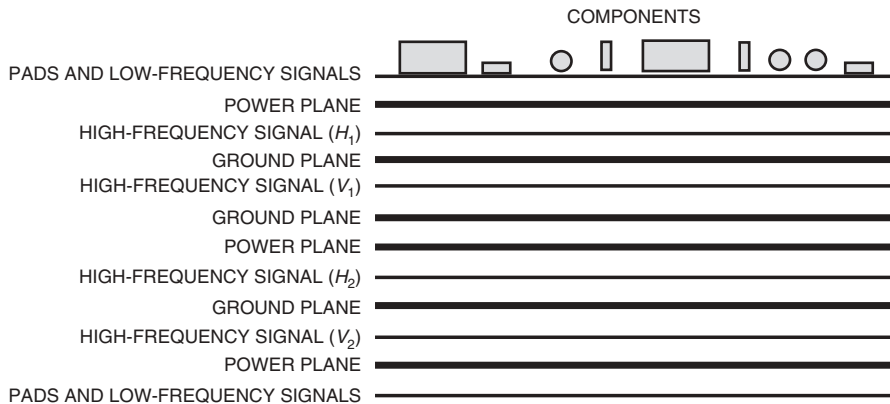 COMPONENTS
PADS AND LOW-FREQUENCY SIGNALS
POWER PLANE
HIGH-FREQUENCY SIGNAL (H1)
GROUND PLANE
HIGH-FREQUENCY SIGNAL (V1)
GROUND PLANE
POWER PLANE
HIGH-FREQUENCY SIGNAL (H2)
GROUND PLANE
HIGH-FREQUENCY SIGNAL (V2)
POWER PLANE
PADS AND LOW-FREQUENCY SIGNALS